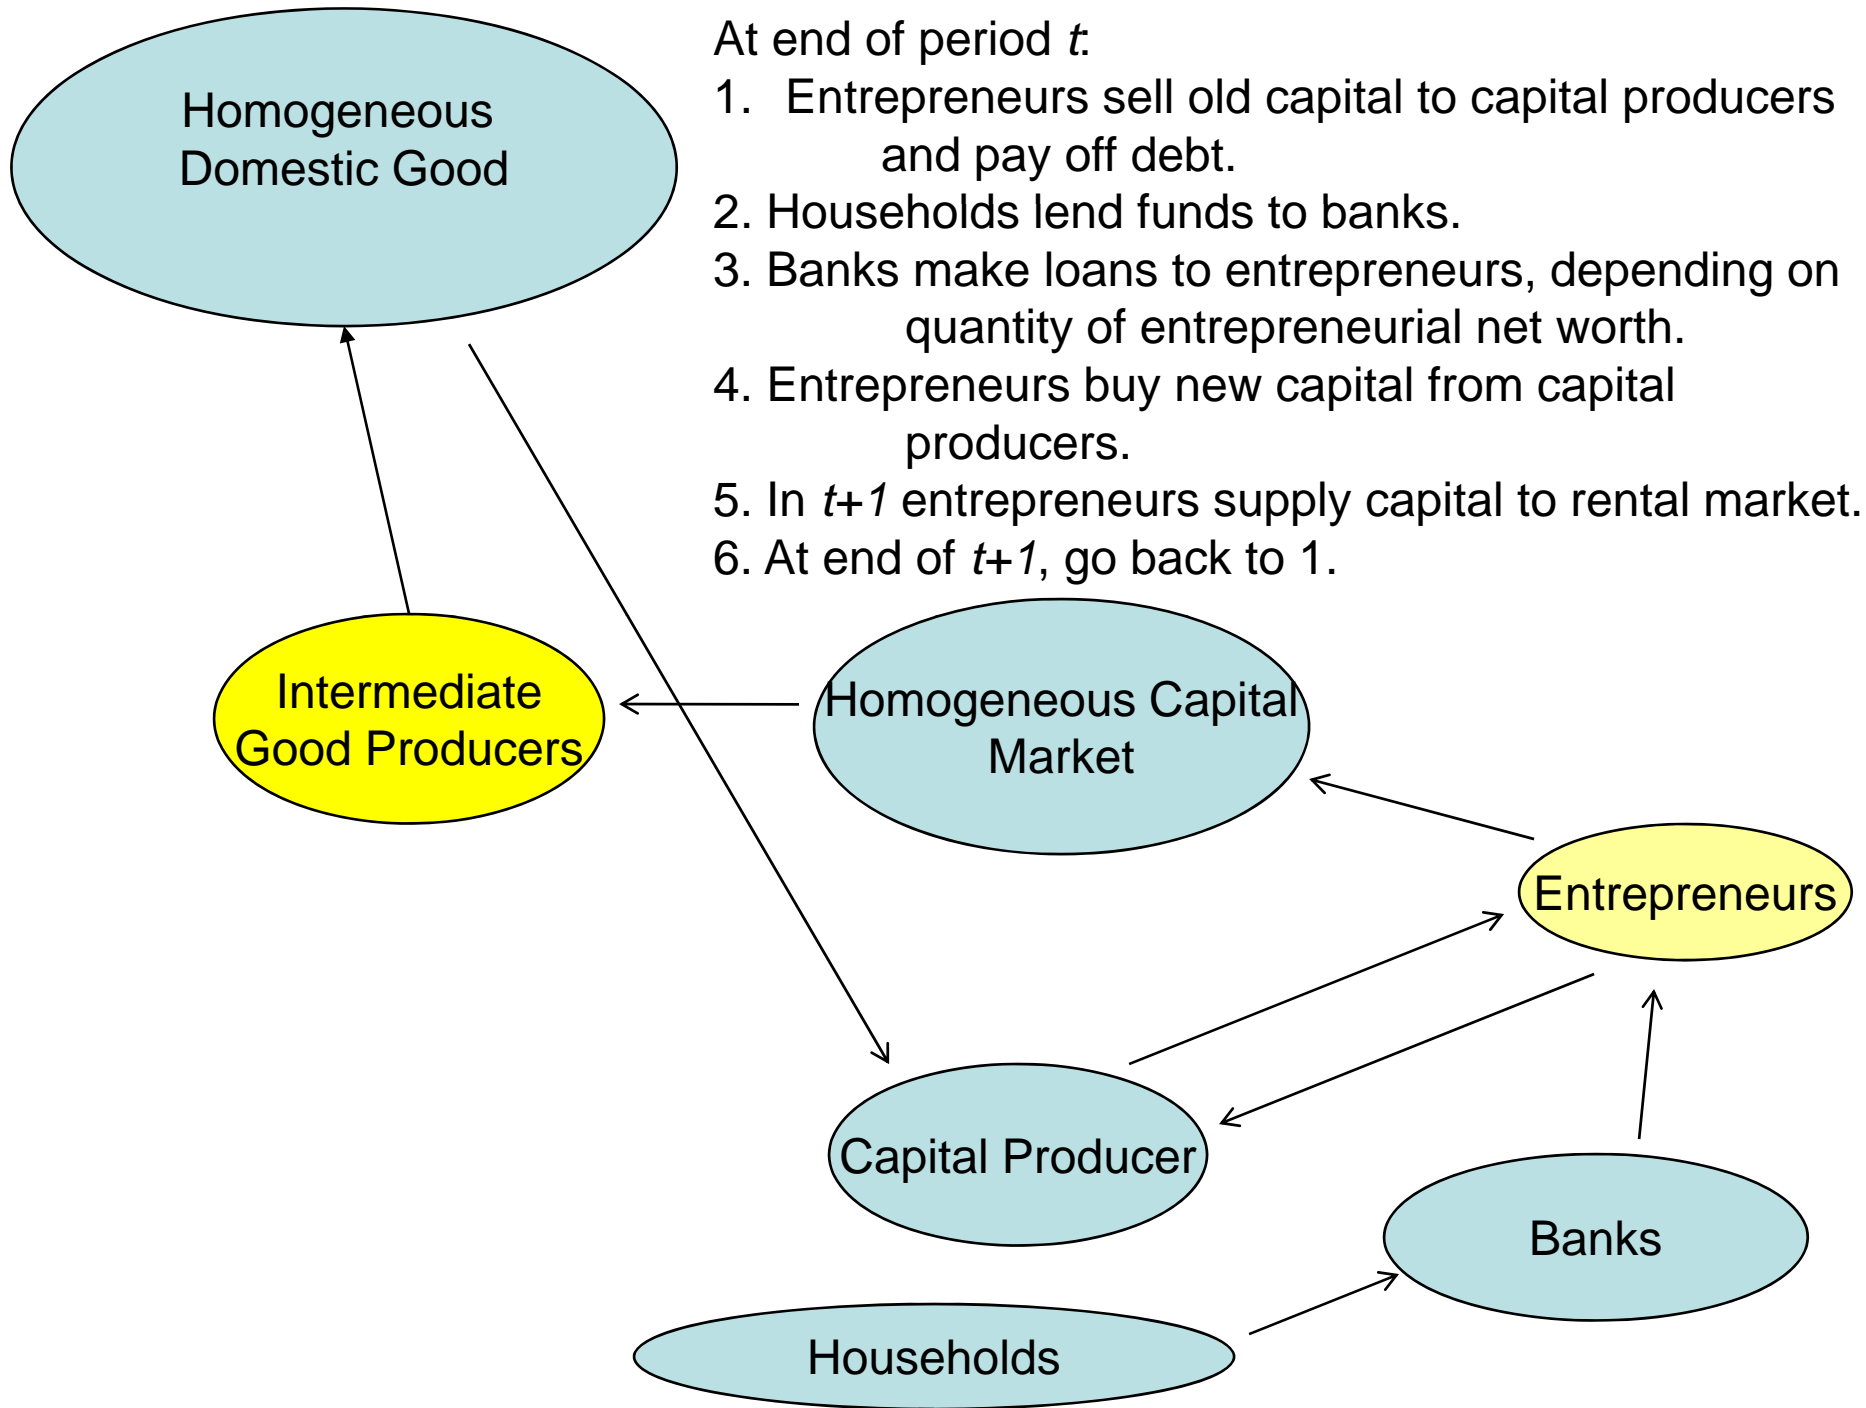 Homogeneous
Domestic Good
At end of period t:
1. Entrepreneurs sell old capital to capital producers
and pay off debt.
2. Households lend funds to banks.
3. Banks make loans to entrepreneurs, depending on
quantity of entrepreneurial net worth.
4. Entrepreneurs buy new capital from capital
producers.
5. In t+1 entrepreneurs supply capital to rental market.
6. At end of t+1, go back to 1.
Intermediate
Good Producers
Homogeneous Capital
Market
Entrepreneurs
Capital Producer
Banks
Households